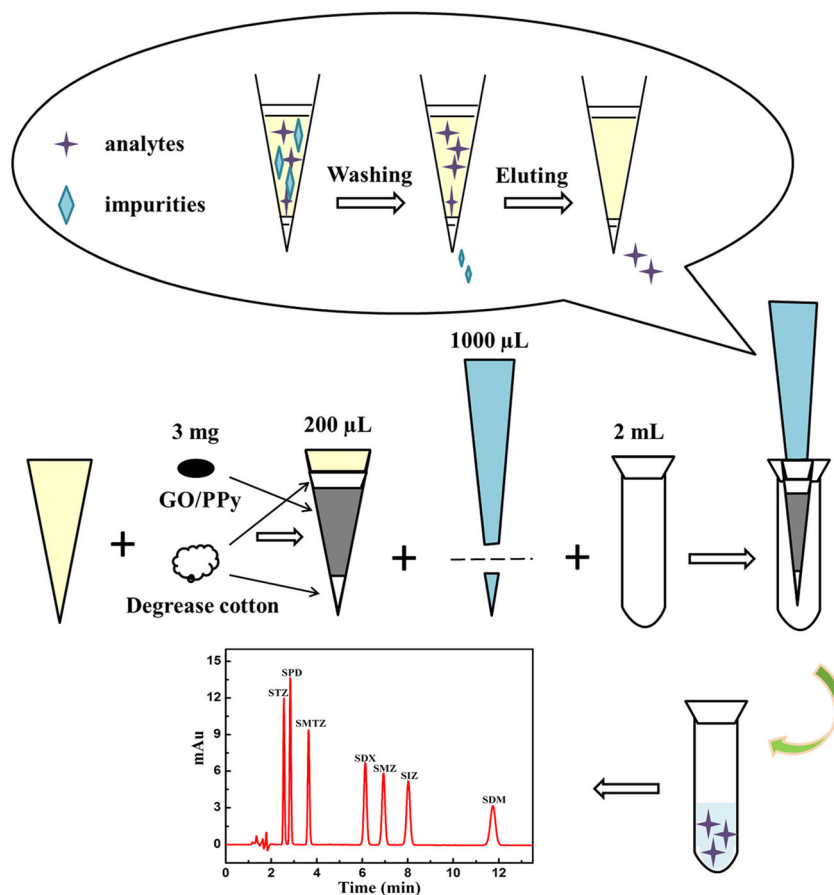 analytes
impurities
Washing
Eluting
1000 µL
3 mg
200 µL
2 mL
GO/PPy
Degrease cotton
+
+
+
15
12
9
6
3
0
mAu
STZ
SPD
SMTZ
SDX
SMZ
SIZ
SDM
0 2 4 6 8 10 12
Time (min)